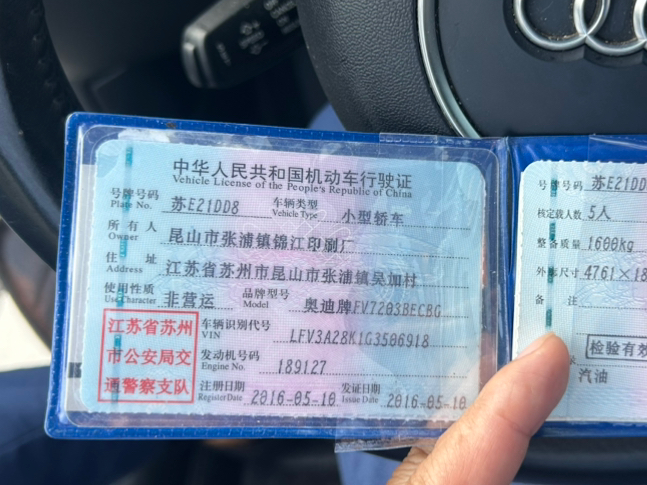 中华人民共和国机动车行驶证
Vehicle License of the People's Republic of China
号牌号码 苏E21DD8 车辆类型 小型轿车
Plate No. Vehicle Type
所有人 昆山市张浦镇锦江印刷厂
Owner
住址 江苏省苏州市昆山市张浦镇吴加村
Address
使用性质 非营运 品牌型号 奥迪牌FV7203BECBG
Use Character Model
江苏省苏州
市公安局交
通警察支队
车辆识别代号 LFV3A28K1G3506918
VIN
发动机号码 189127
Engine No.
注册日期 2016-05-10 发证日期 2016-05-10
Register Date Issue Date
号牌号码 苏E21DD
核定载人数 5人
整备质量 1600kg
外廓尺寸 4761×18
备注
检验有效
汽油